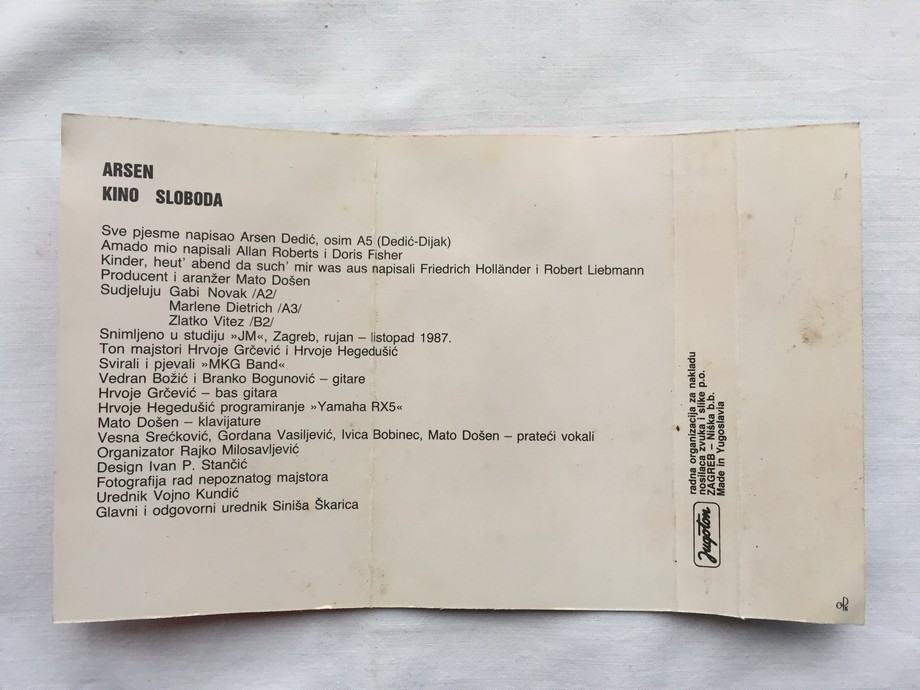 ARSEN
KINO SLOBODA
Sve pjesme napisao Arsen Dedić, osim A5 (Dedić-Dijak)
Amado mio napisali Allan Roberts i Doris Fisher
Kinder, heut' abend da such' mir was aus napisali Friedrich Holländer i Robert Liebmann
Producent i aranžer Mato Došen
Sudjeluju Gabi Novak /A2/
Marlene Dietrich /A3/
Zlatko Vitez /B2/
Snimljeno u studiju »JM«, Zagreb, rujan – listopad 1987.
Ton majstori Hrvoje Grčević i Hrvoje Hegedušić
Svirali i pjevali »MKG Band«
Vedran Božić i Branko Bogunović – gitare
Hrvoje Grčević – bas gitara
Hrvoje Hegedušić programiranje »Yamaha RX5«
Mato Došen – klavijature
Vesna Srećković, Gordana Vasiljević, Ivica Bobinec, Mato Došen – prateći vokali
Organizator Rajko Milosavljević
Design Ivan P. Stančić
Fotografija rad nepoznatog majstora
Urednik Vojno Kundić
Glavni i odgovorni urednik Siniša Škarica
Jugoton
radna organizacija za nakladu
nosilaca zvuka i slike p.o.
ZAGREB – Niška b.b.
Made in Yugoslavia